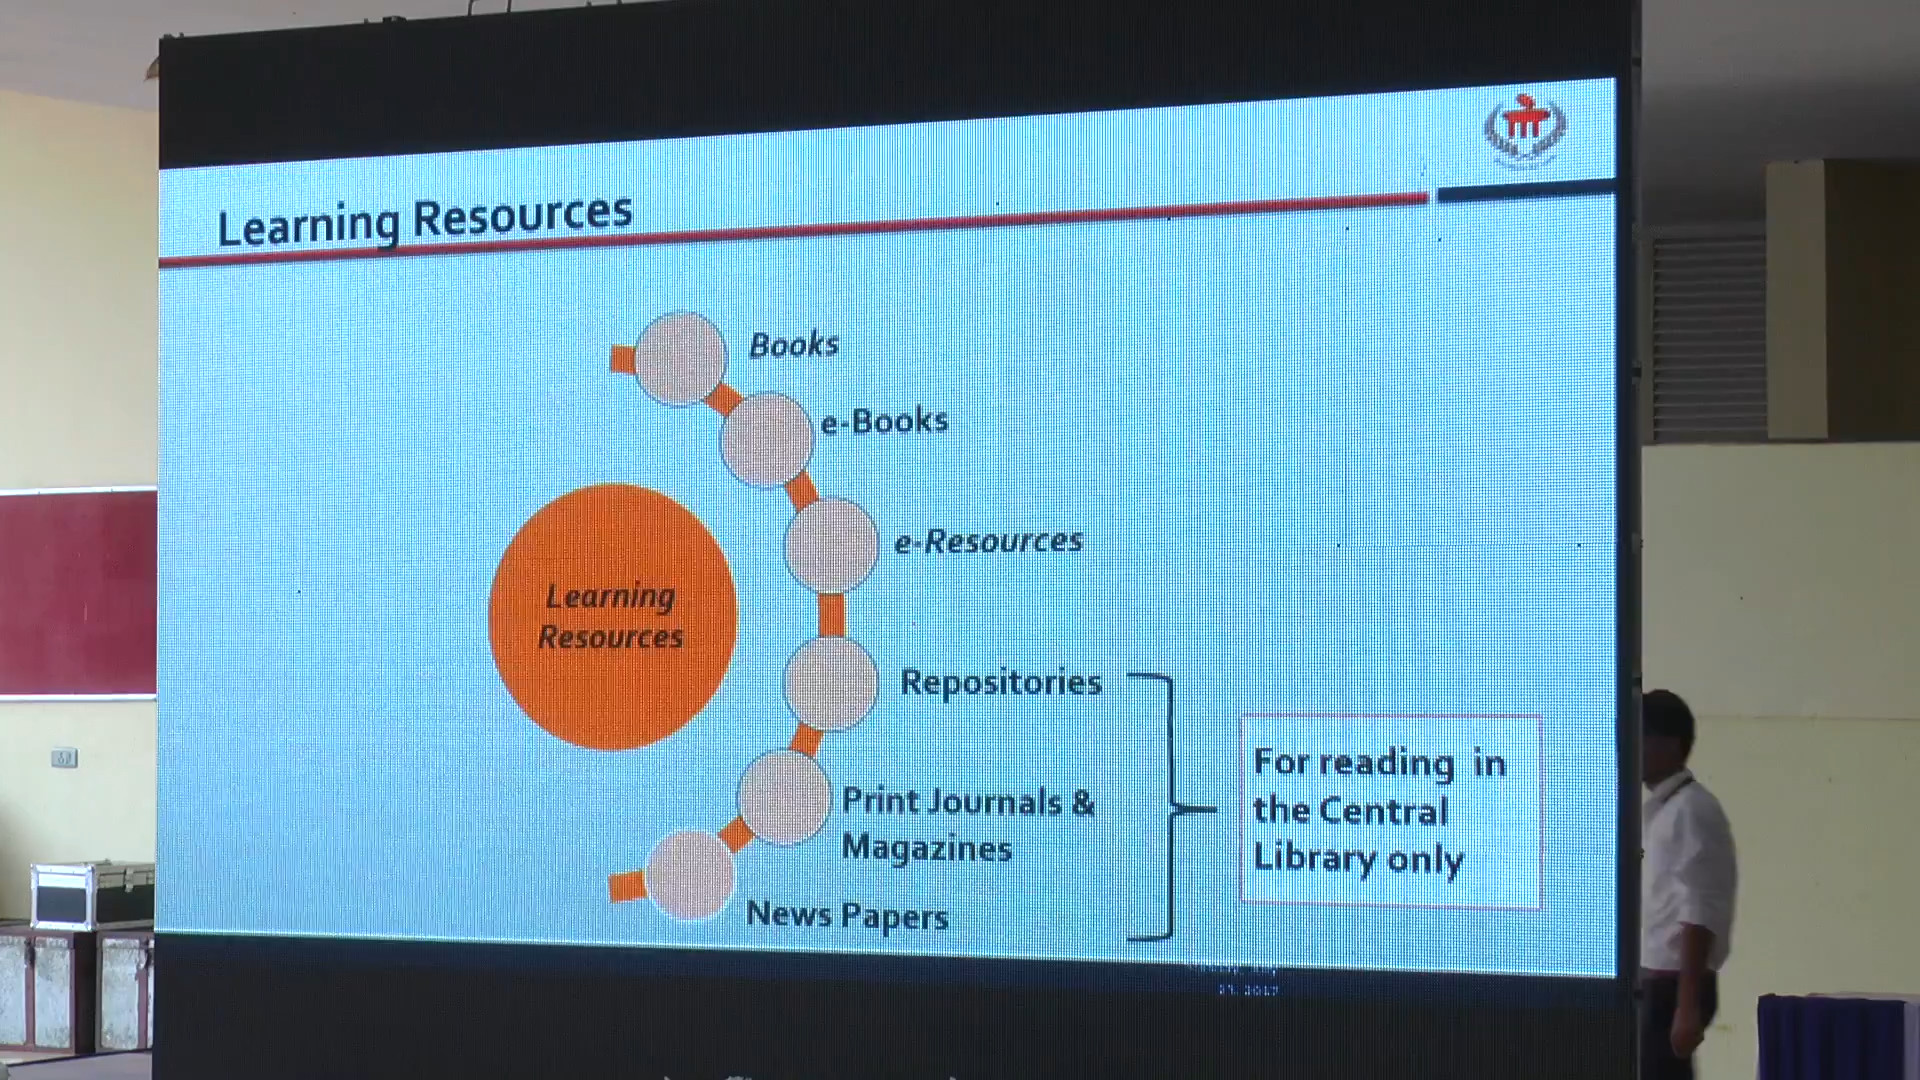 Learning Resources
Books
e-Books
e-Resources
Learning
Resources
Repositories
Print Journals &
Magazines
News Papers
For reading in
the Central
Library only